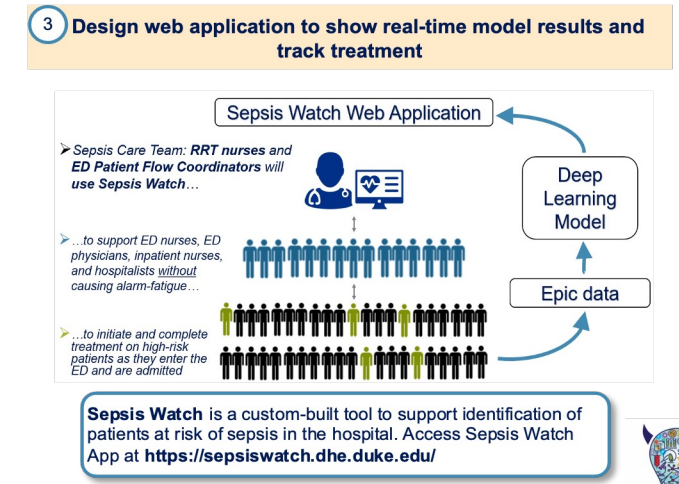 3
Design web application to show real-time model results and
track treatment
Sepsis Watch Web Application
Sepsis Care Team: RRT nurses and
ED Patient Flow Coordinators will
use Sepsis Watch…
…to support ED nurses, ED
physicians, inpatient nurses,
and hospitalists without
causing alarm-fatigue…
…to initiate and complete
treatment on high-risk
patients as they enter the
ED and are admitted
Deep
Learning
Model
Epic data
Sepsis Watch is a custom-built tool to support identification of
patients at risk of sepsis in the hospital. Access Sepsis Watch
App at https://sepsiswatch.dhe.duke.edu/